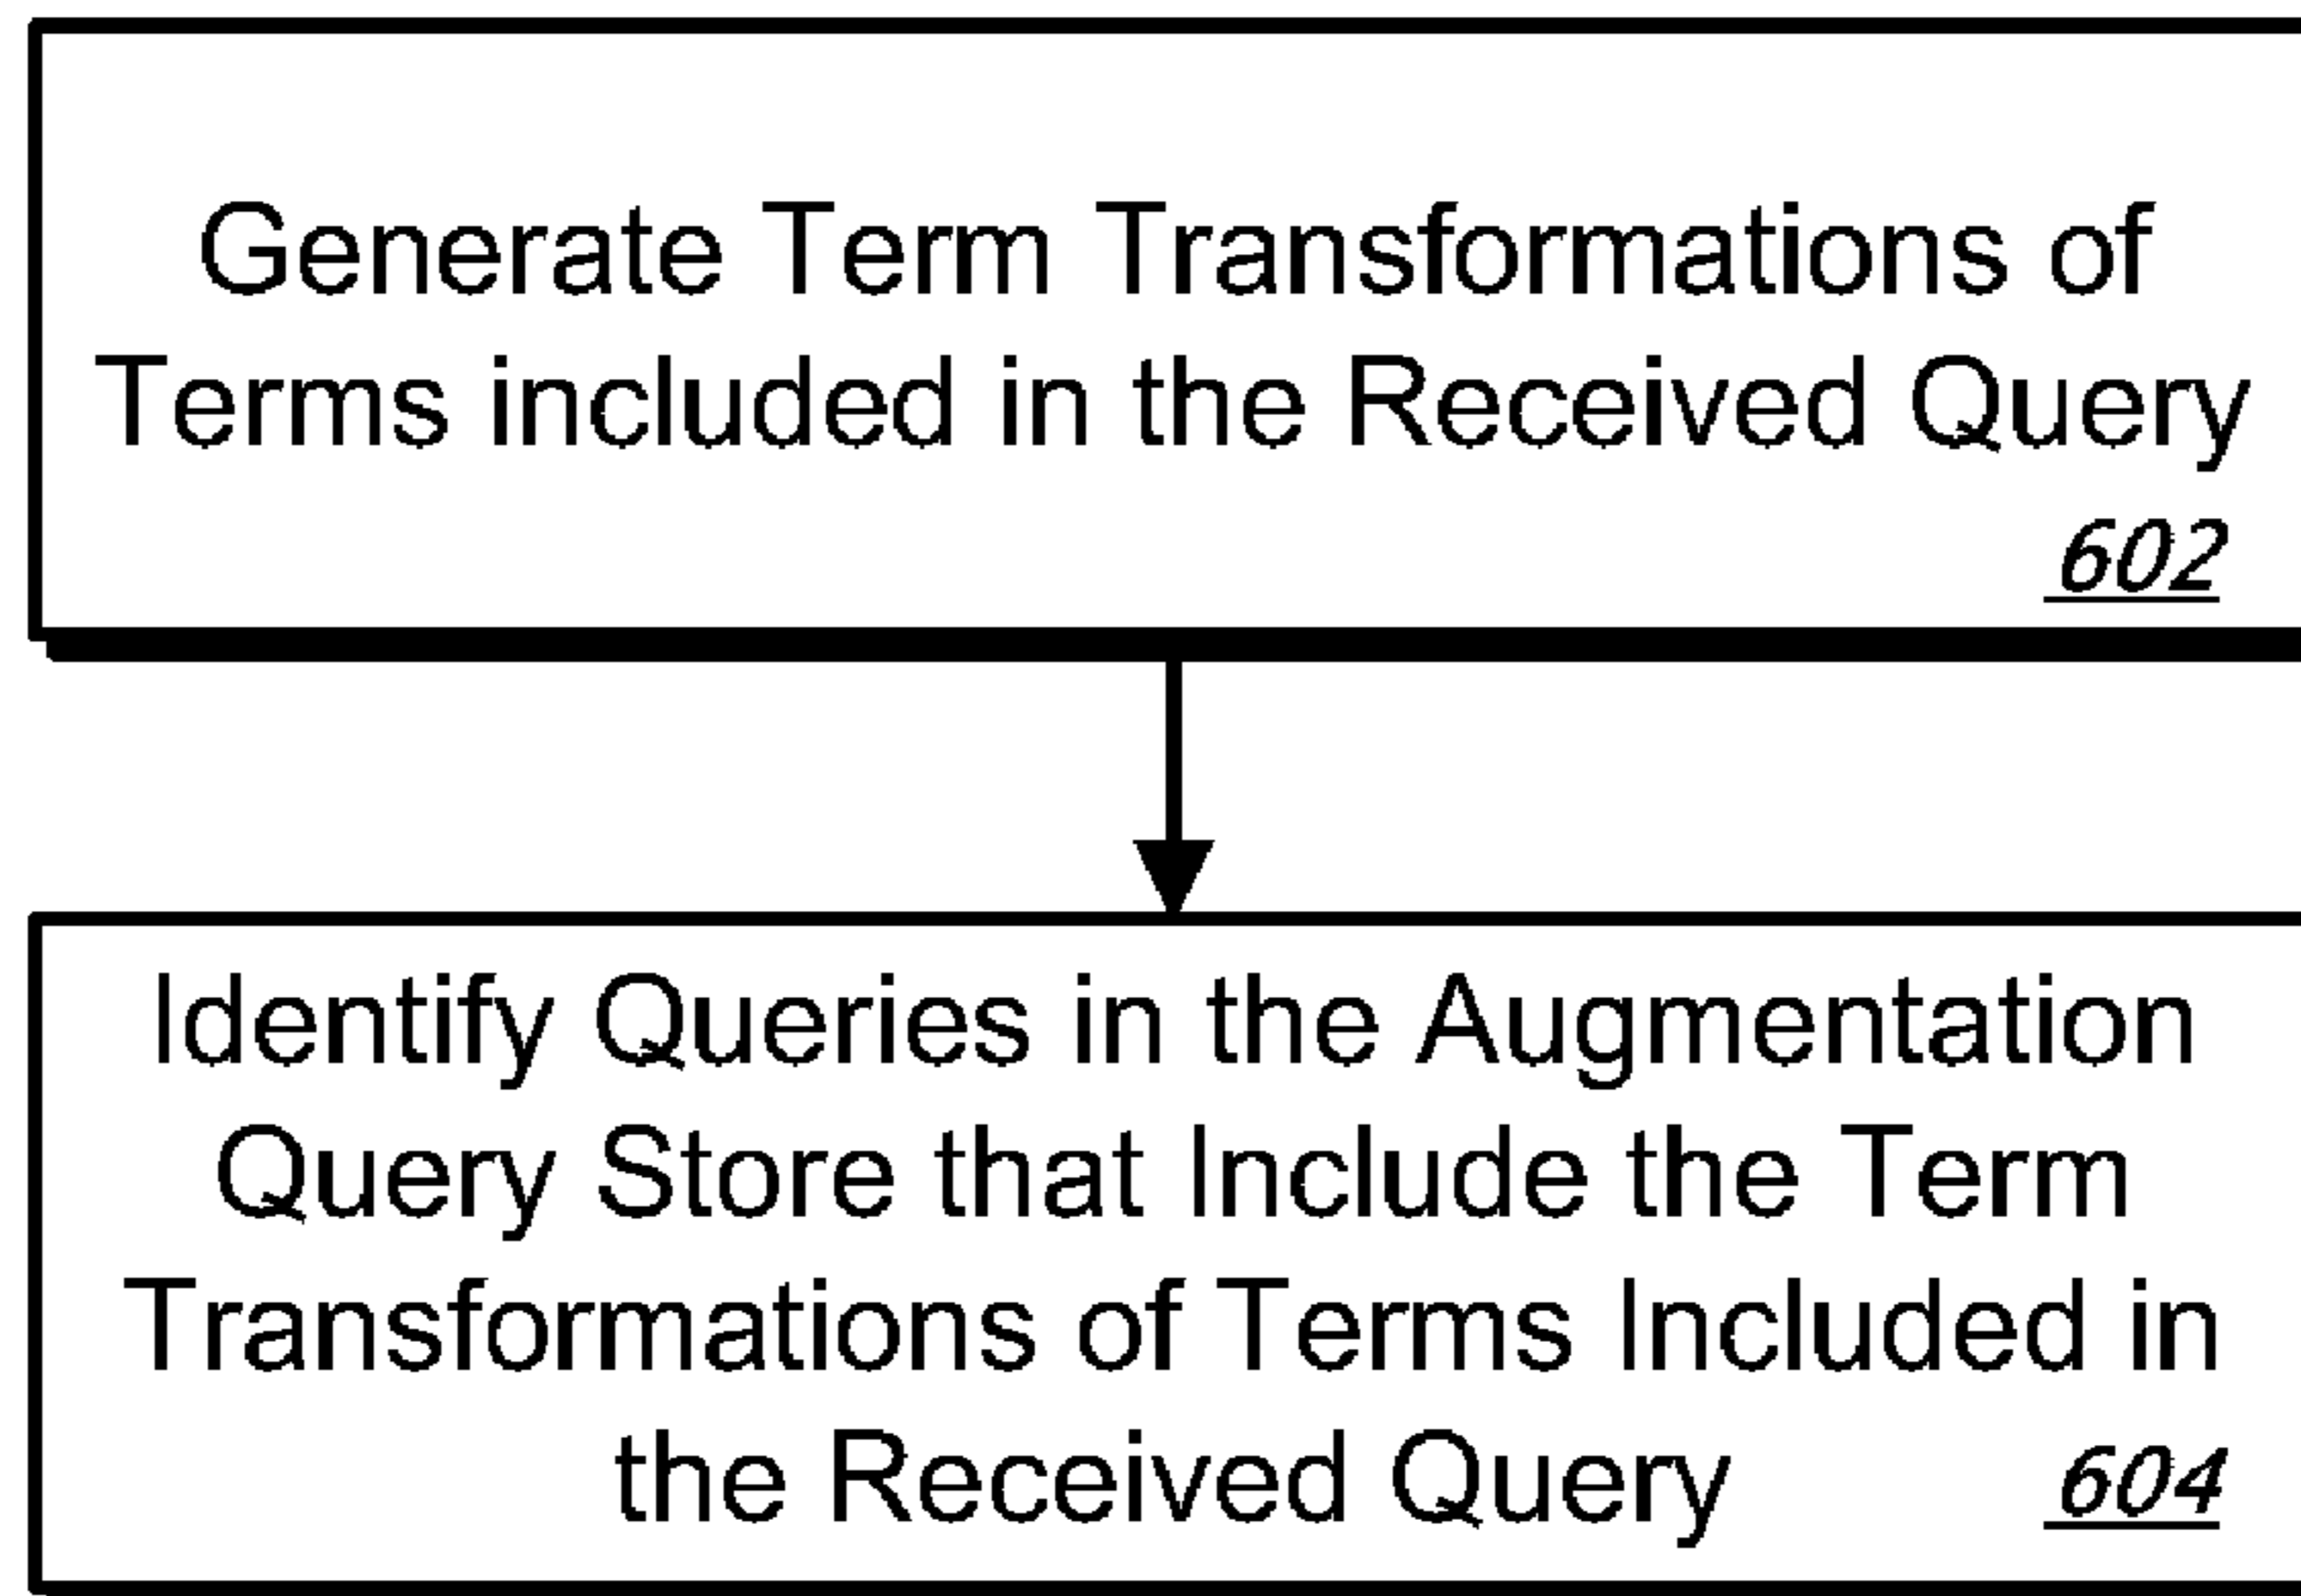 Generate Term Transformations of
Terms included in the Received Query
602
Identify Queries in the Augmentation
Query Store that Include the Term
Transformations of Terms Included in
the Received Query 604